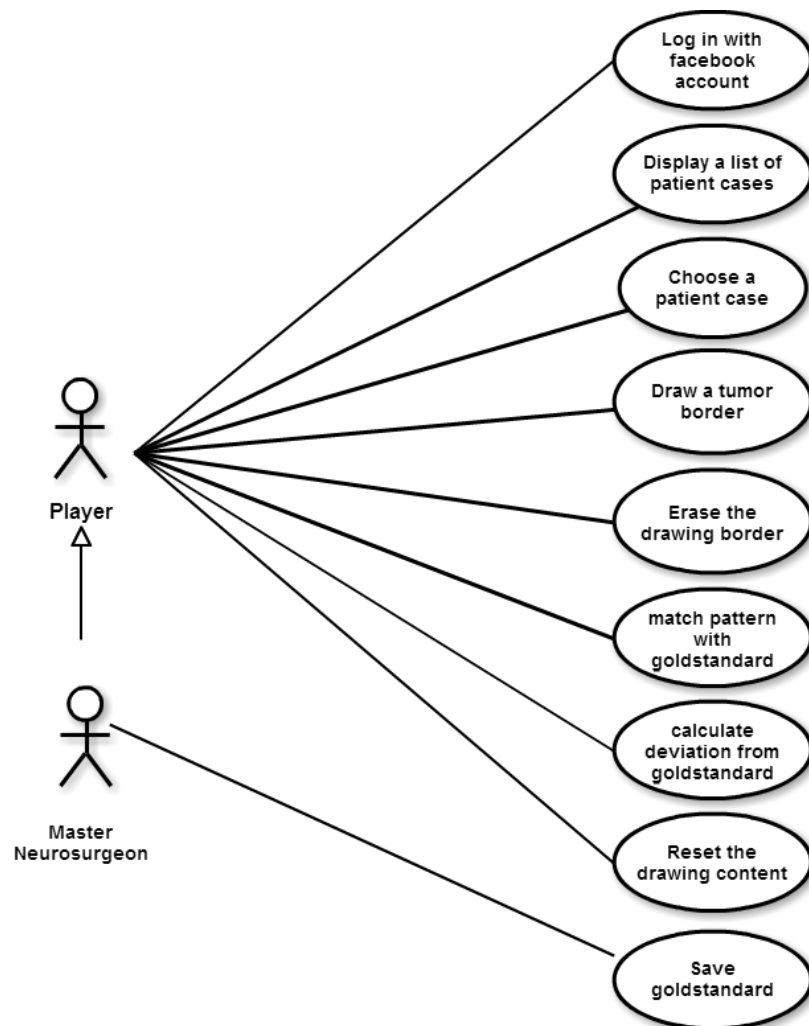 Log in with
facebook
account
Display a list of
patient cases
Choose a
patient case
Draw a tumor
border
Erase the
drawing border
Player
match pattern
with
goldstandard
calculate
deviation from
goldstandard
Master
Neurosurgeon
Reset the
drawing content
Save
goldstandard